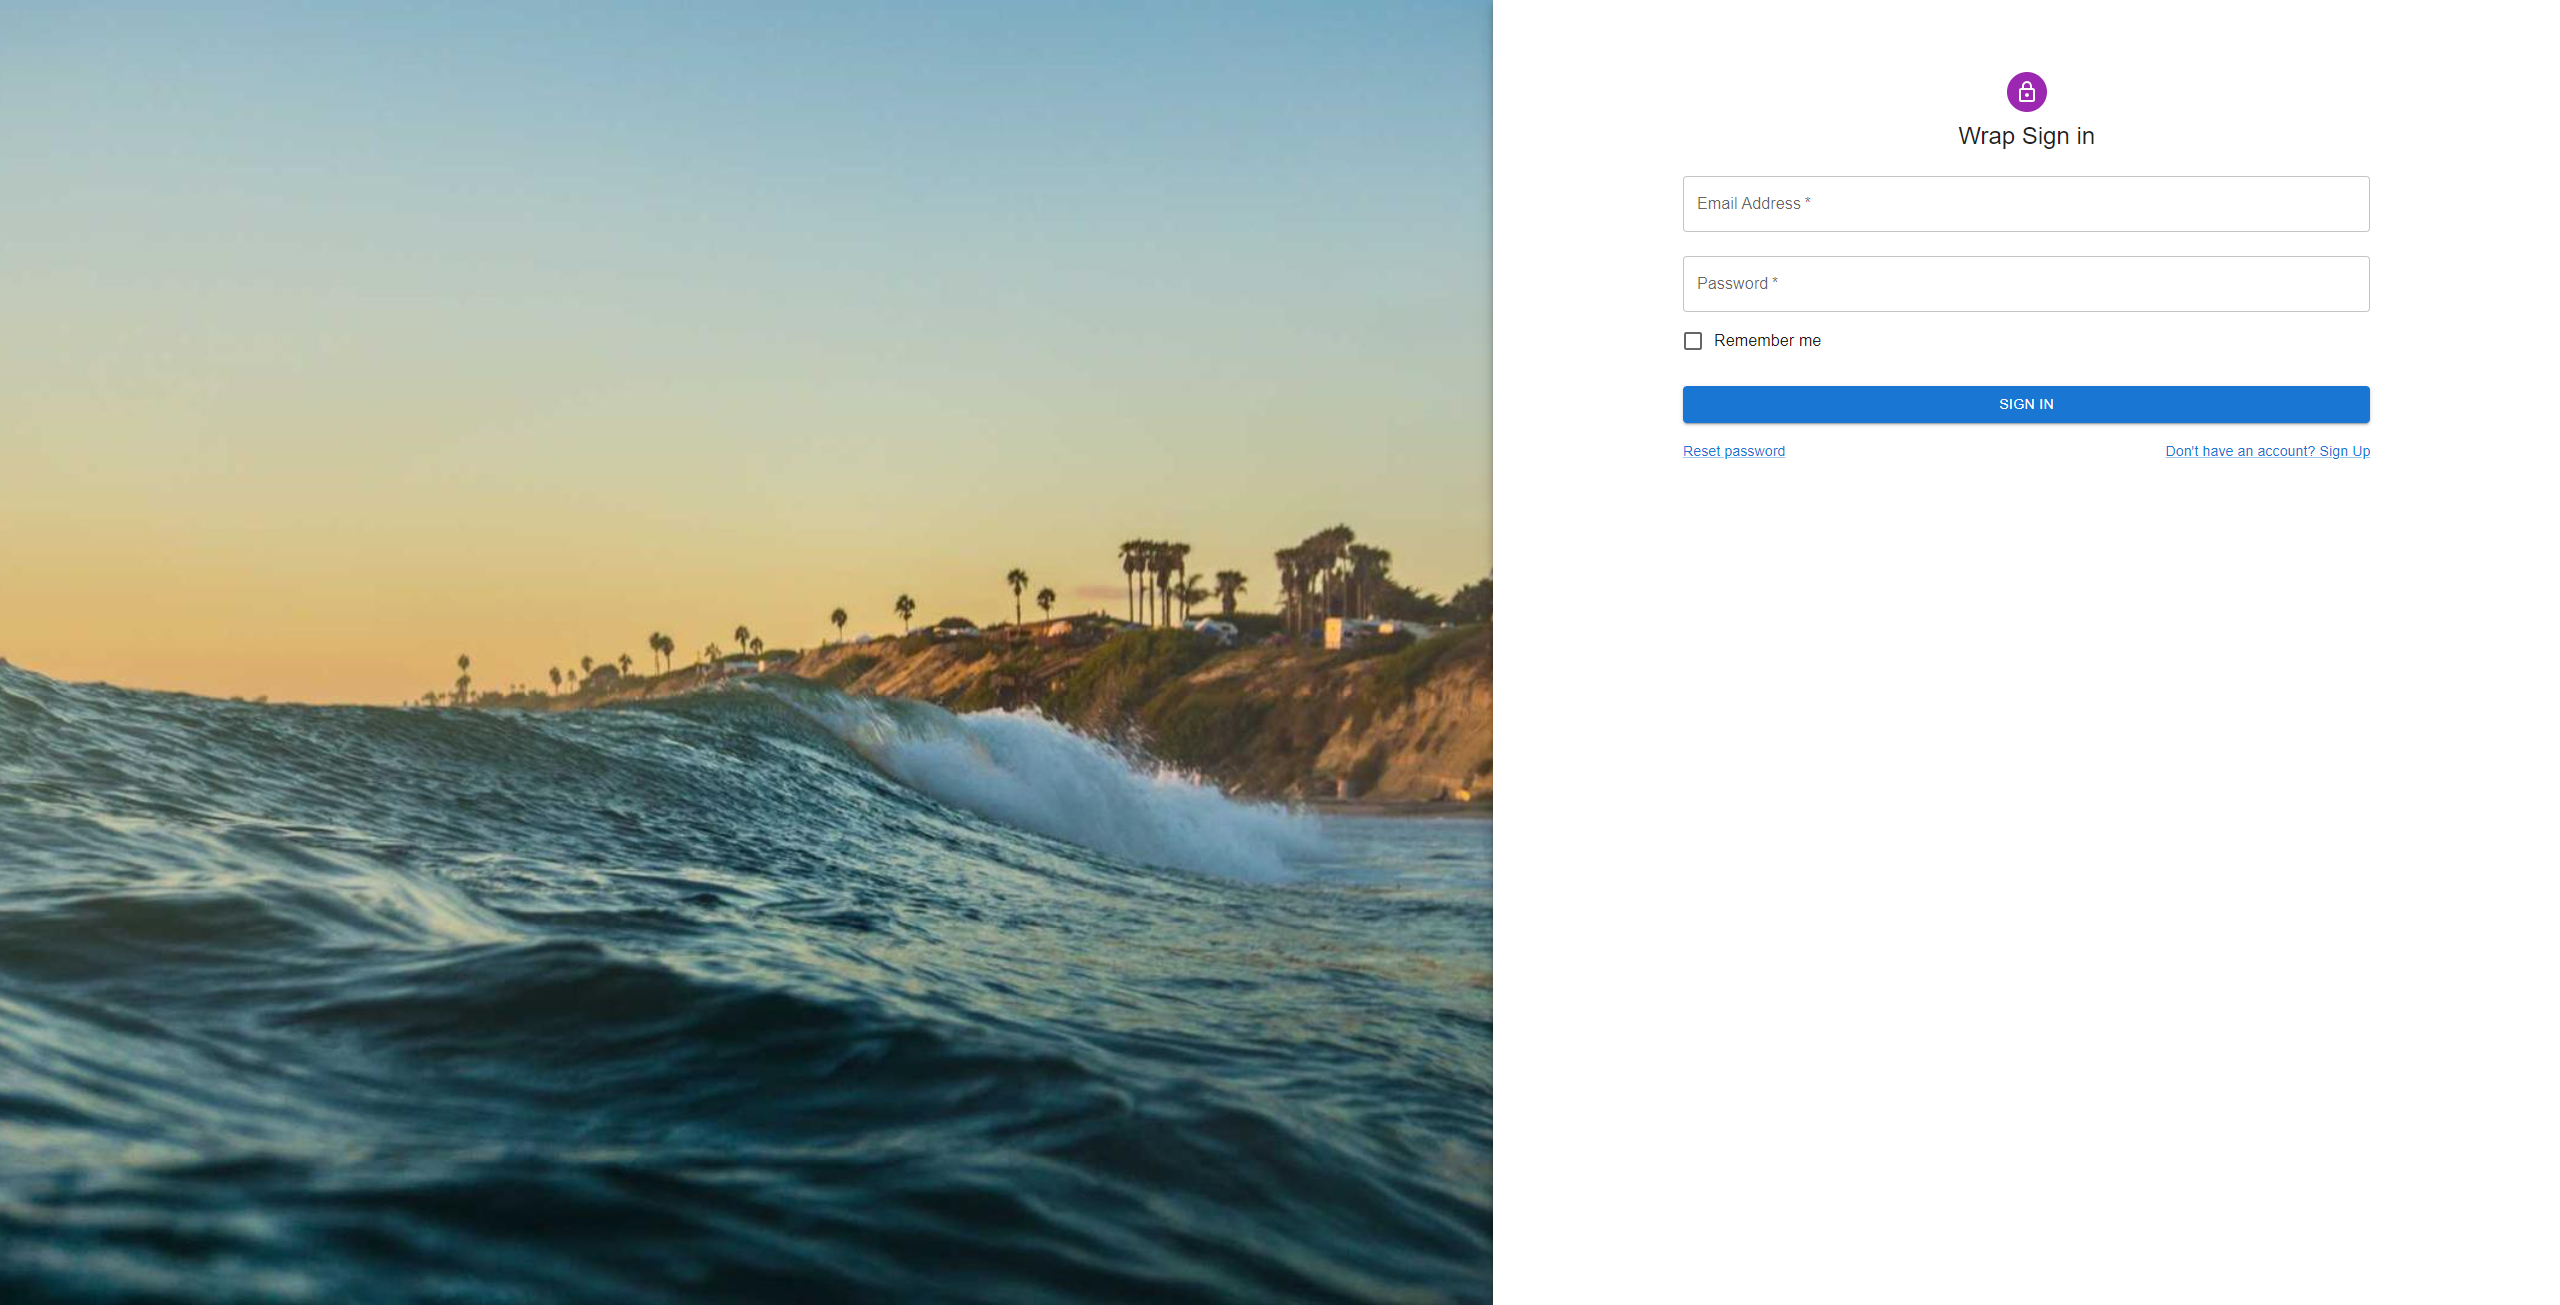 Wrap Sign in
Email Address *
Password *
Remember me
SIGN IN
Reset password
Don't have an account? Sign Up